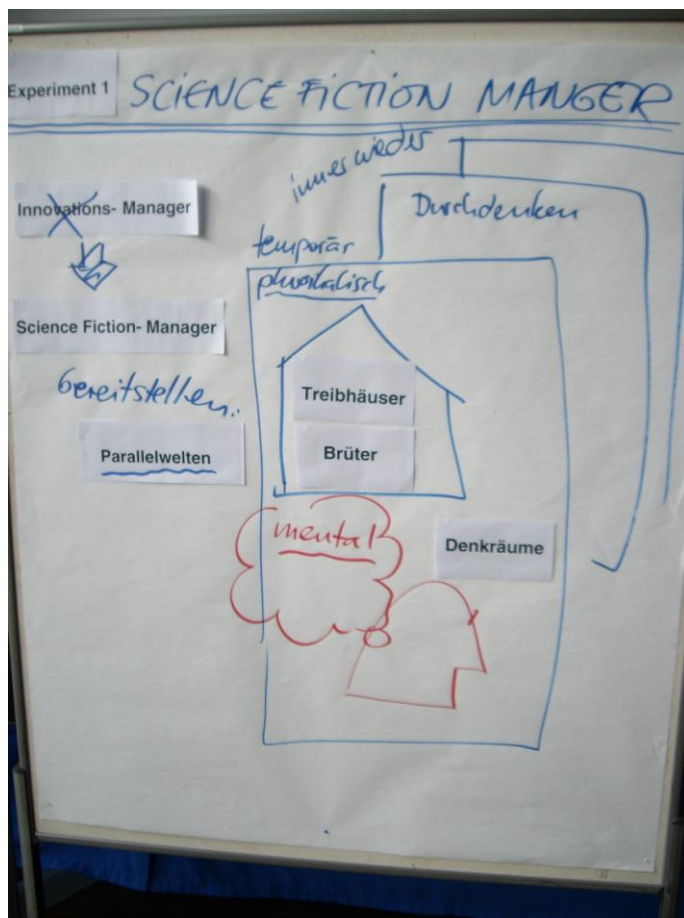 Experiment 1
SCIENCE FICTION MANGER
immer wieder
Innovations- Manager
Durchdenken
temporär
physikalisch
Science Fiction- Manager
bereitstellen:
Treibhäuser
Parallelwelten
Brüter
mental
Denkräume